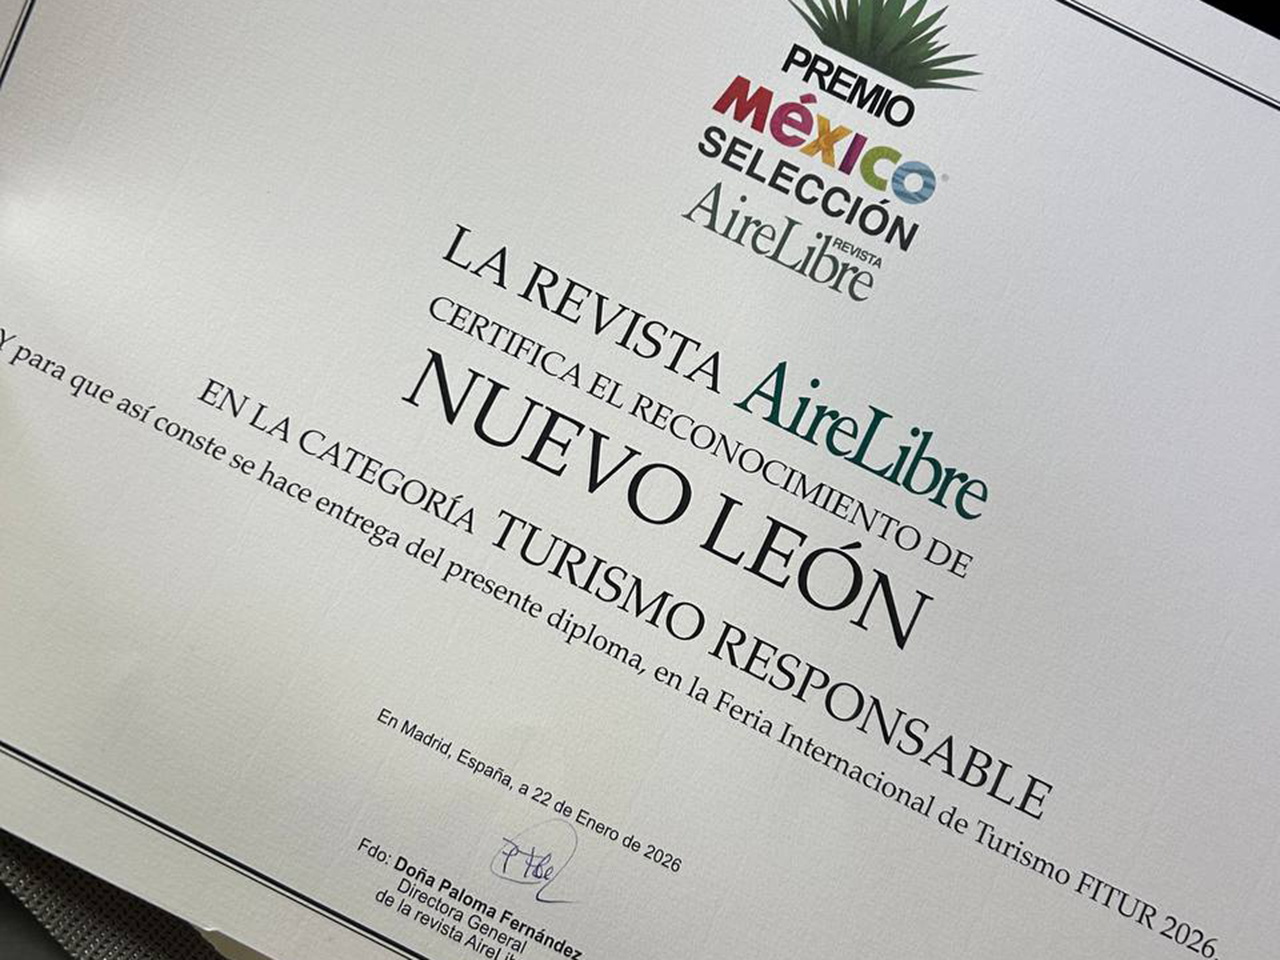 PREMIO
MéXICO
SELECCIÓN
AireLibre
REVISTA
LA REVISTA AireLibre
CERTIFICA EL RECONOCIMIENTO DE
NUEVO LEÓN
EN LA CATEGORÍA TURISMO RESPONSABLE
Y para que así conste se hace entrega del presente diploma, en la Feria Internacional de Turismo FITUR 2026.
En Madrid, España, a 22 de Enero de 2026
Fdo: Doña Paloma Fernández
Directora General
de la revista